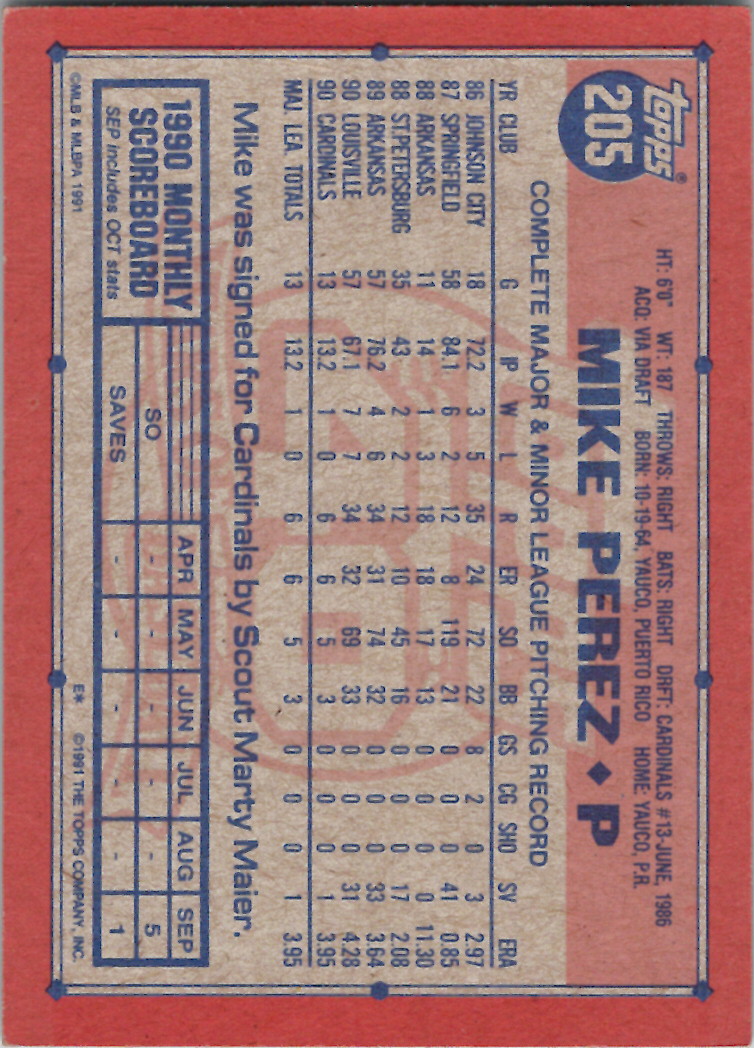 topps®
205
HT: 6'0" WT: 187 THROWS: RIGHT BATS: RIGHT DRFT: CARDINALS #13-JUNE, 1986
ACQ: VIA DRAFT BORN: 10-19-64, YAUCO, PUERTO RICO HOME: YAUCO, P.R.
MIKE PEREZ ♦ P
COMPLETE MAJOR & MINOR LEAGUE PITCHING RECORD
YR CLUB G IP W L R ER SO BB GS CG SHO SV ERA
86 JOHNSON CITY 18 72.2 3 5 35 24 72 22 8 2 0 3 2.97
87 SPRINGFIELD 58 84.1 6 2 12 8 119 21 0 0 0 41 0.85
88 ARKANSAS 11 14 1 3 18 18 17 13 0 0 0 0 11.30
88 ST.PETERSBURG 35 43 2 2 12 10 45 16 0 0 0 17 2.08
89 ARKANSAS 57 76.2 4 6 34 31 74 32 0 0 0 33 3.64
90 LOUISVILLE 57 67.1 7 7 34 32 69 33 0 0 0 31 4.28
90 CARDINALS 13 13.2 1 0 6 6 5 3 0 0 0 1 3.95
MAJ LEA TOTALS 13 13.2 1 0 6 6 5 3 0 0 0 1 3.95
Mike was signed for Cardinals by Scout Marty Maier.
1990 MONTHLY
SCOREBOARD
SEP includes OCT stats
APR MAY JUN JUL AUG SEP
SO - - - - - 5
SAVES - - - - - 1
©MLB & MLBPA 1991
E*
©1991 THE TOPPS COMPANY, INC.